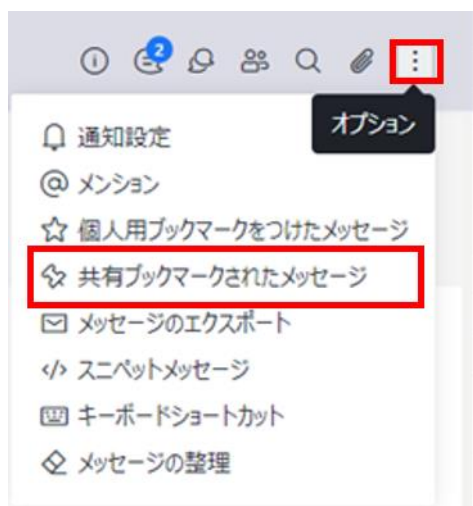 2
オプション
通知設定
メンション
個人用ブックマークをつけたメッセージ
共有ブックマークされたメッセージ
メッセージのエクスポート
スニペットメッセージ
キーボードショートカット
メッセージの整理